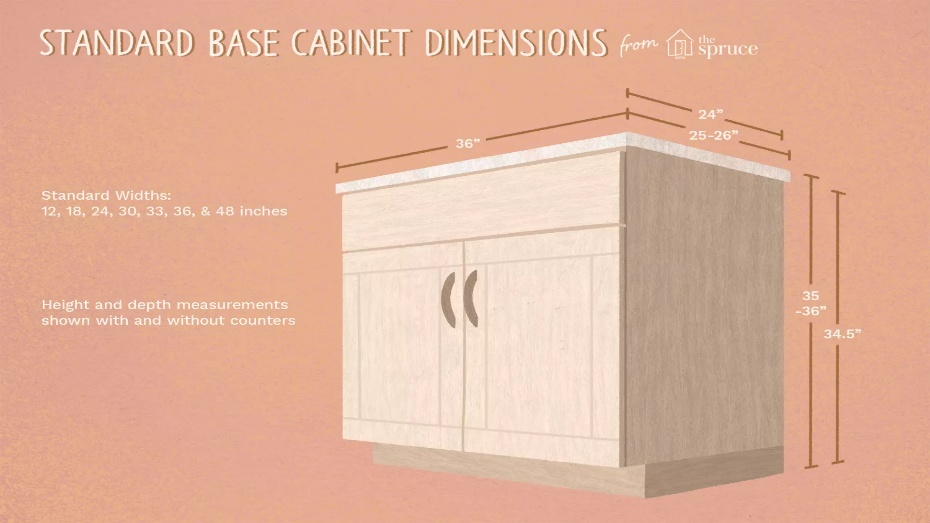 STANDARD BASE CABINET DIMENSIONS from the spruce
24”
25-26”
36”
Standard Widths:
12, 18, 24, 30, 33, 36, & 48 inches
35
-36”
34.5”
Height and depth measurements
shown with and without counters